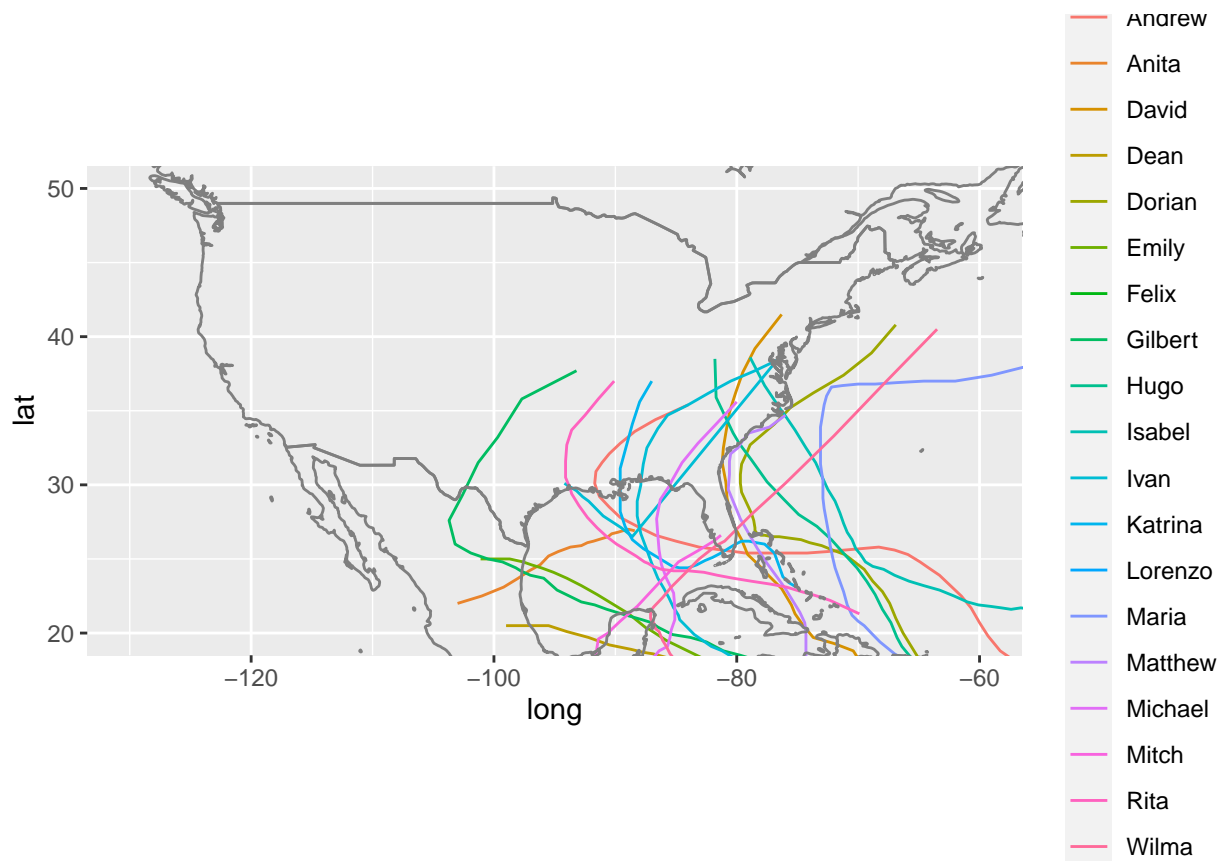 Andrew
Anita
David
Dean
Dorian
Emily
Felix
Gilbert
Hugo
Isabel
Ivan
Katrina
Lorenzo
Maria
Matthew
Michael
Mitch
Rita
Wilma
50
40
30
20
lat
−120
−100
−80
−60
long